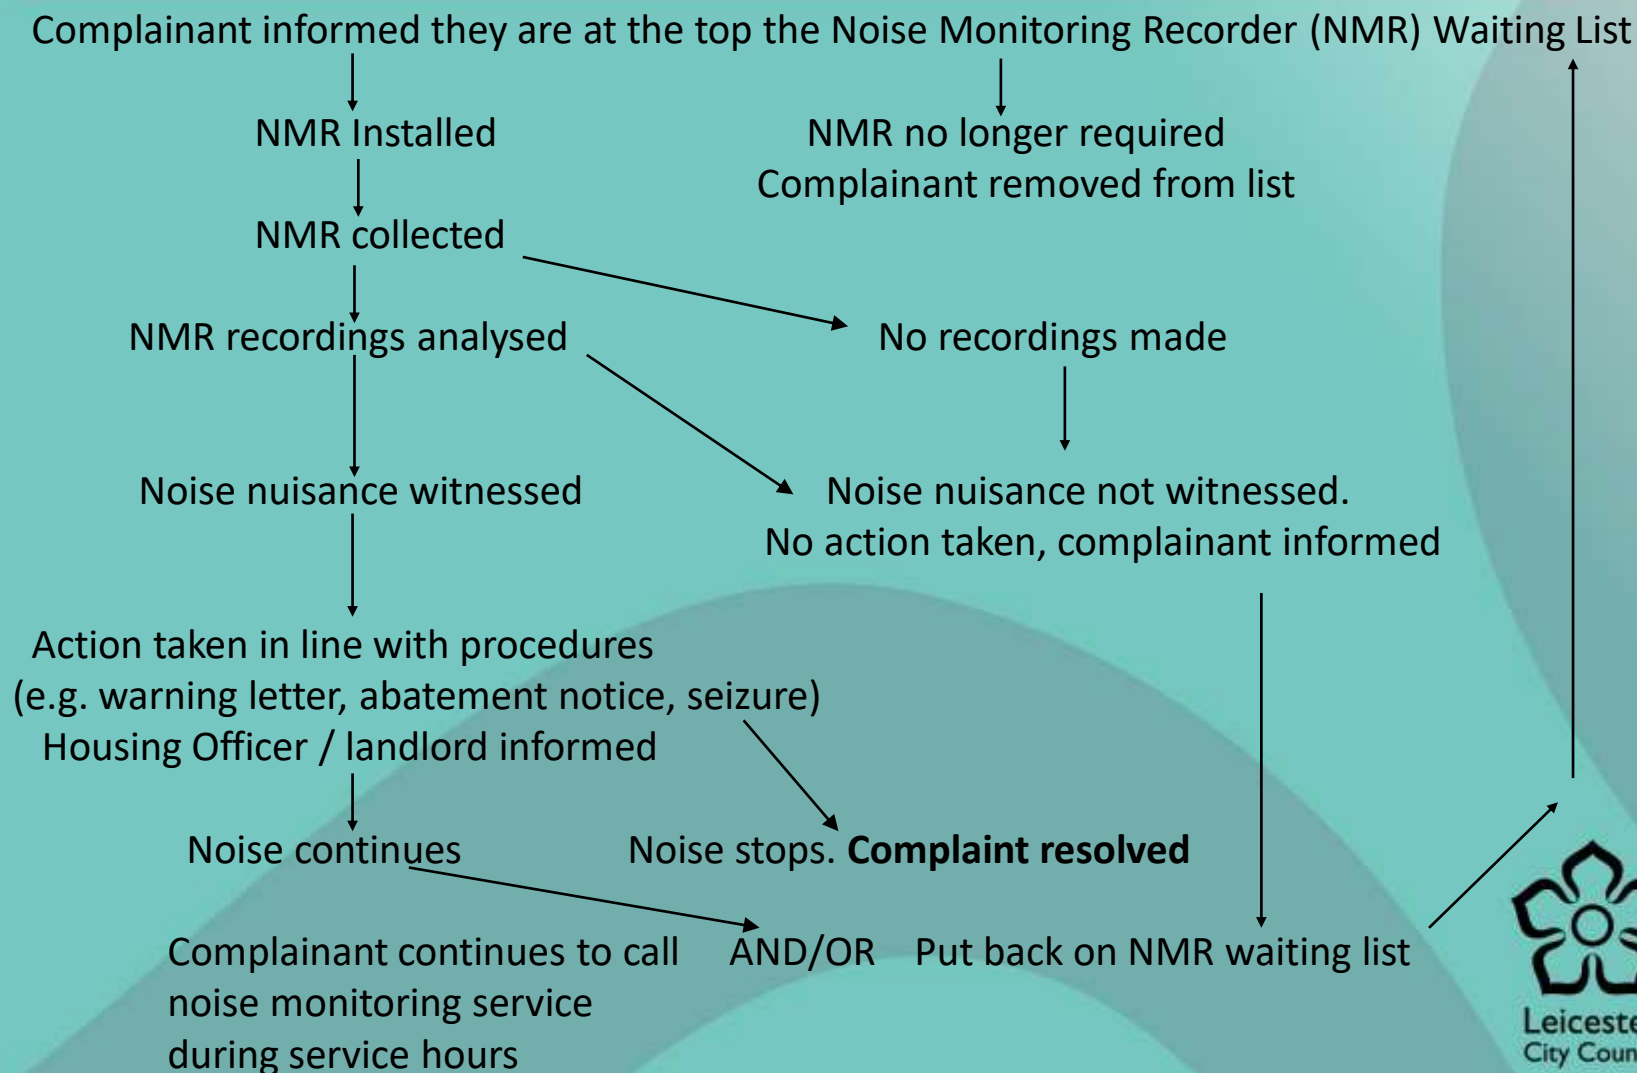 Complainant informed they are at the top the Noise Monitoring Recorder (NMR) Waiting List
NMR Installed
NMR no longer required
Complainant removed from list
NMR collected
NMR recordings analysed
No recordings made
Noise nuisance witnessed
Noise nuisance not witnessed.
No action taken, complainant informed
Action taken in line with procedures
(e.g. warning letter, abatement notice, seizure)
Housing Officer / landlord informed
Noise continues
Noise stops. Complaint resolved
Complainant continues to call AND/OR Put back on NMR waiting list
noise monitoring service
during service hours
Leiceste
City Coun